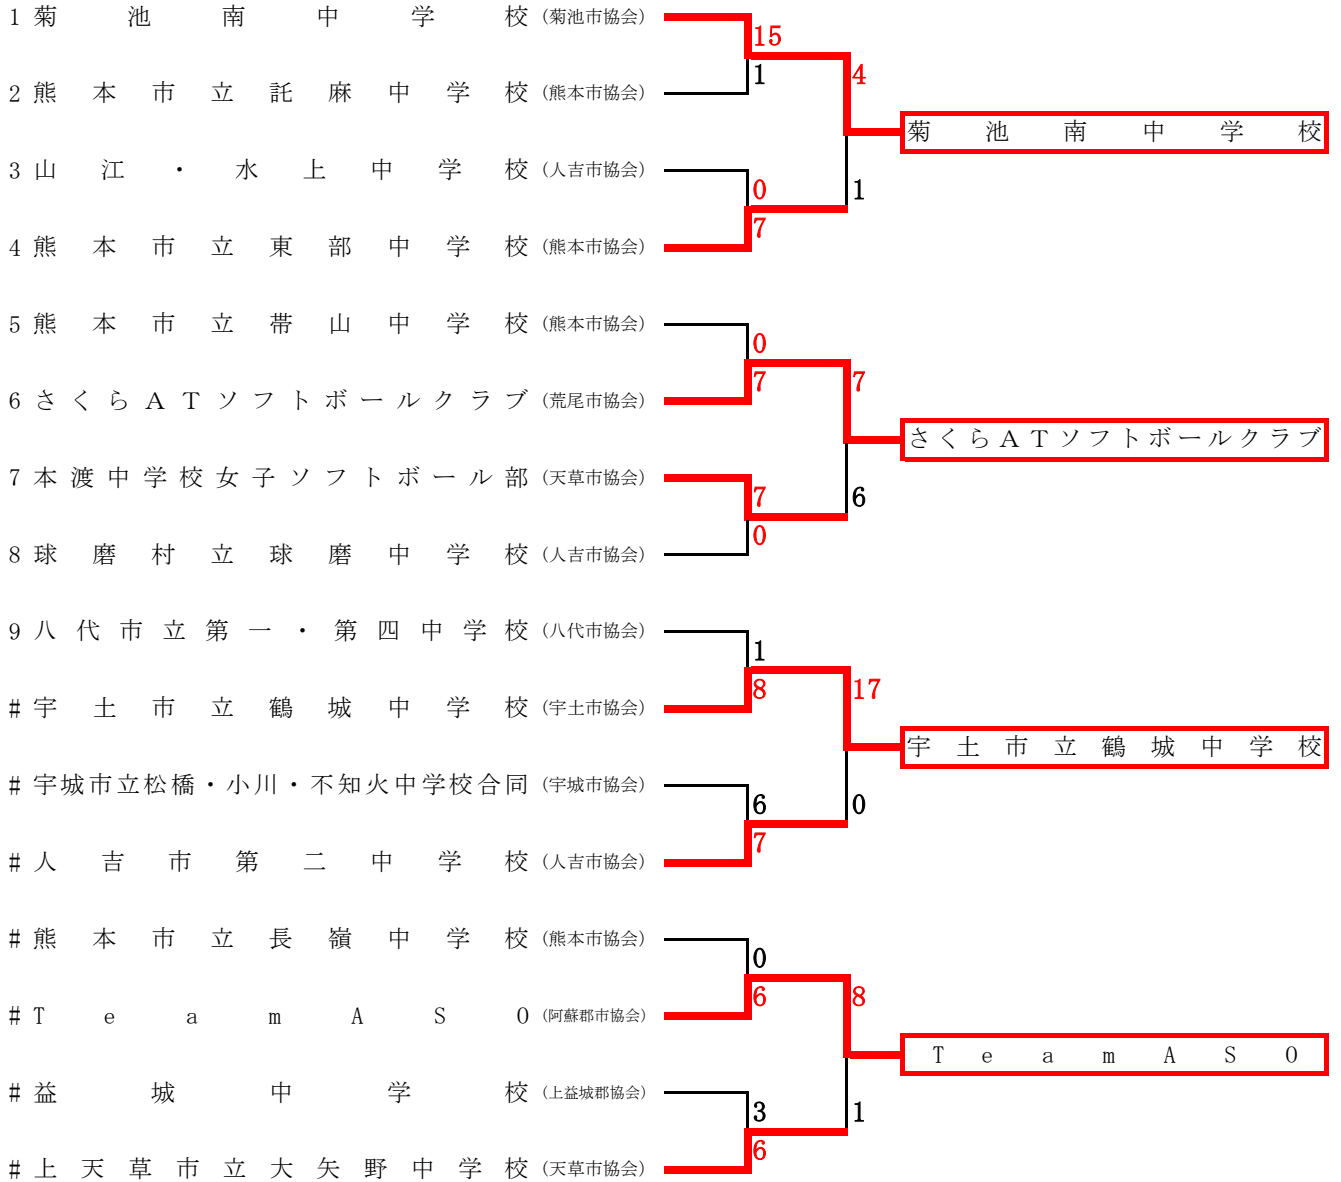 1 菊池南中学校 (菊池市協会)
15
1
4
2 熊本市立託麻中学校 (熊本市協会)
菊池南中学校
3 山江・水上中学校 (人吉市協会)
0
7
1
4 熊本市立東部中学校 (熊本市協会)
5 熊本市立帯山中学校 (熊本市協会)
0
7
7
6 さくらATソフトボールクラブ (荒尾市協会)
さくらATソフトボールクラブ
7 本渡中学校女子ソフトボール部 (天草市協会)
7
0
6
8 球磨村立球磨中学校 (人吉市協会)
9 八代市立第一・第四中学校 (八代市協会)
1
8
17
# 宇土市立鶴城中学校 (宇土市協会)
宇土市立鶴城中学校
# 宇城市立松橋・小川・不知火中学校合同 (宇城市協会)
6
7
0
# 人吉市第二中学校 (人吉市協会)
# 熊本市立長嶺中学校 (熊本市協会)
0
6
8
# TeamASO (阿蘇郡市協会)
TeamASO
# 益城中学校 (上益城郡協会)
3
6
1
# 上天草市立大矢野中学校 (天草市協会)